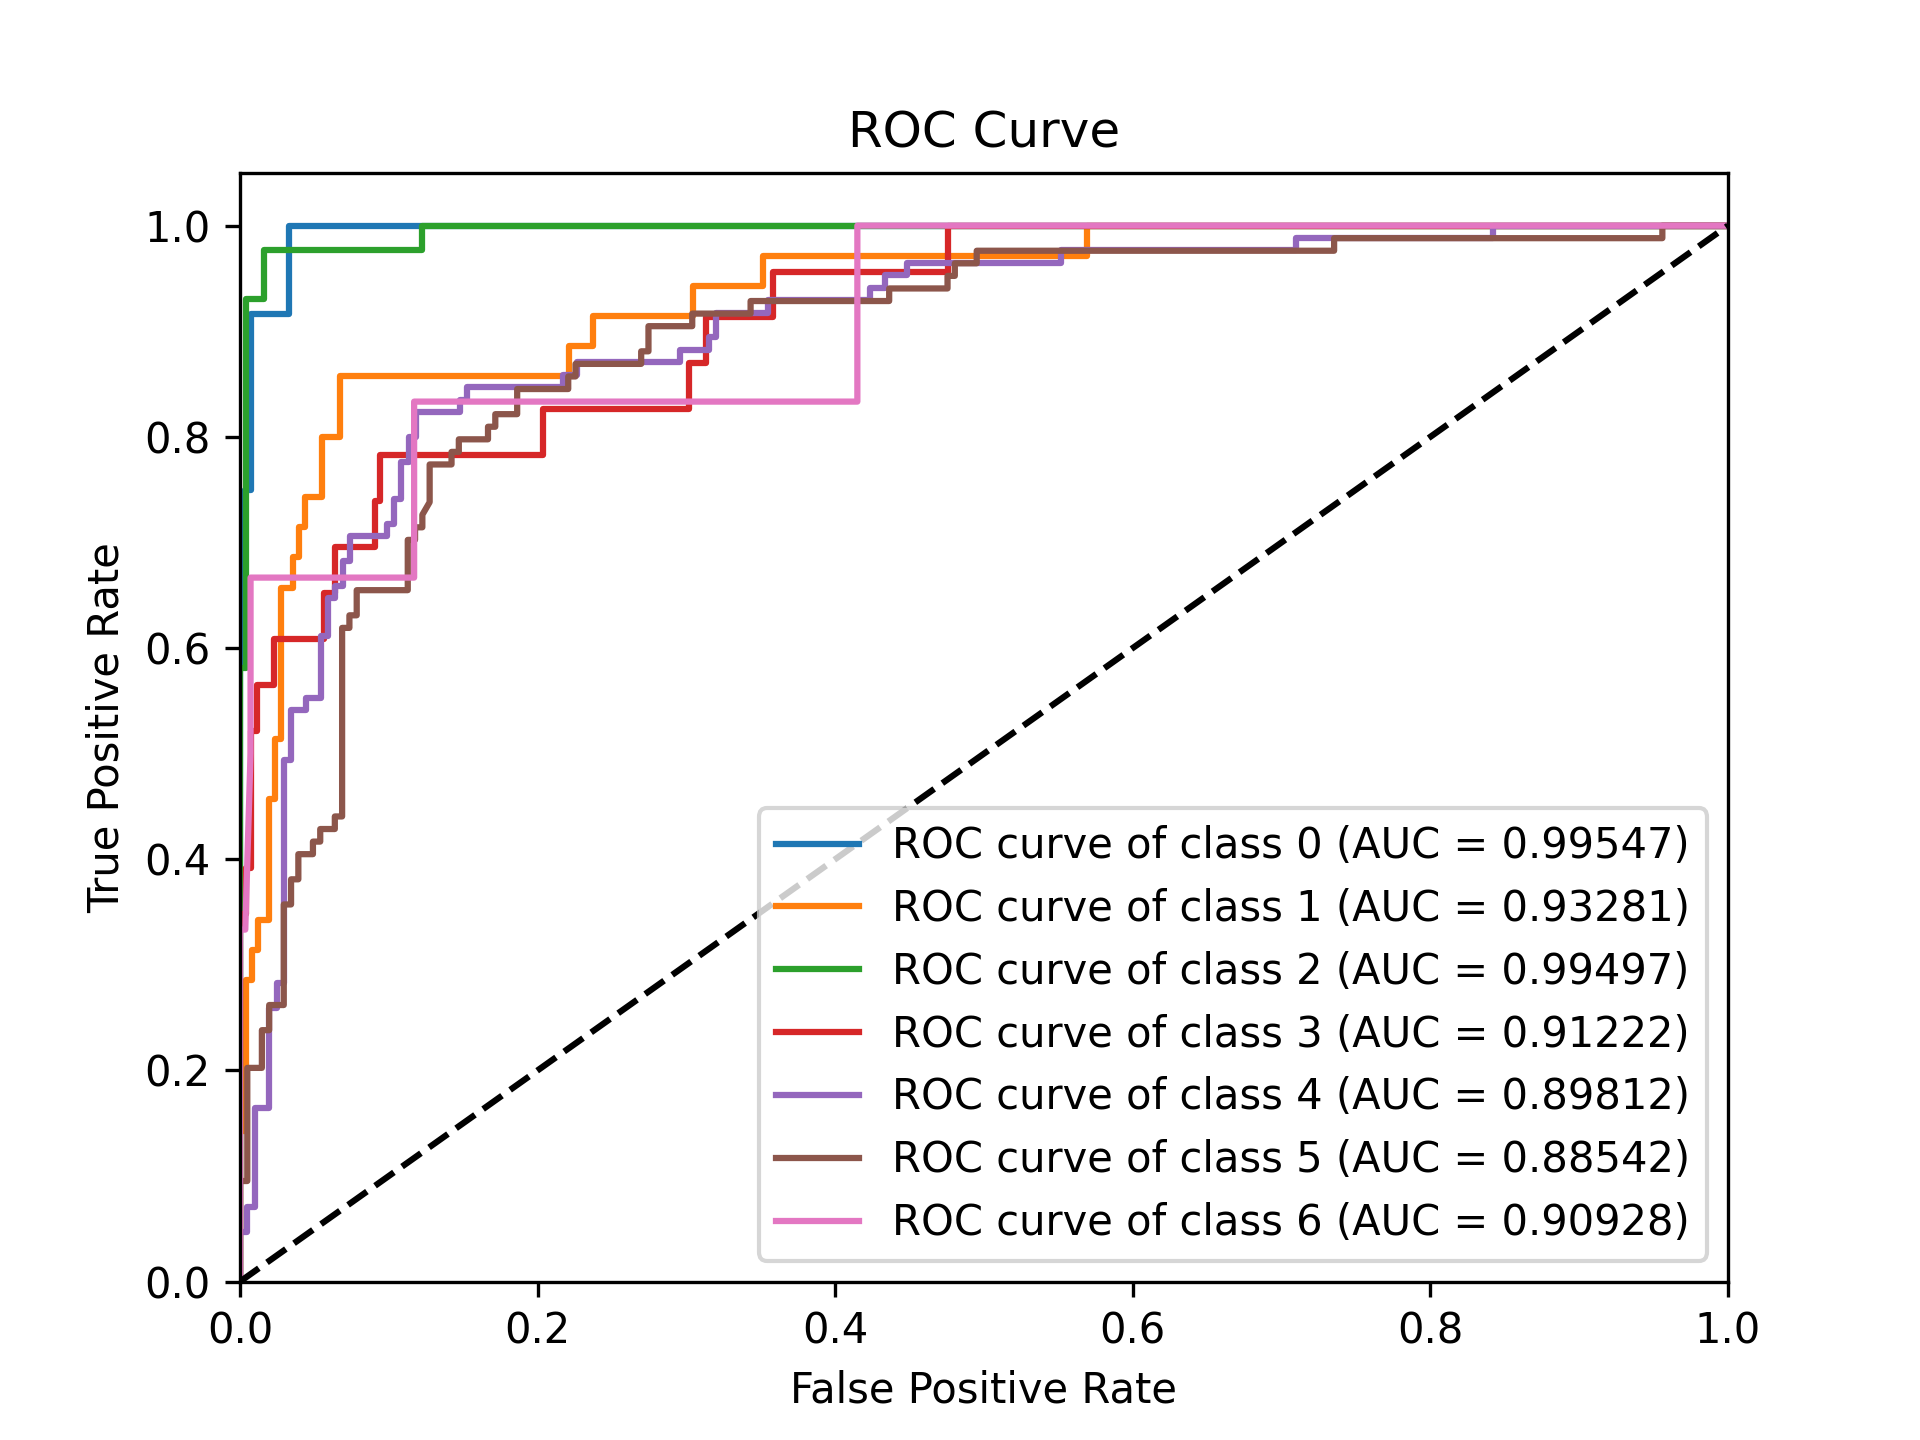 ROC Curve
1.0
0.8
0.6
0.4
0.2
0.0
True Positive Rate
ROC curve of class 0 (AUC = 0.99547)
ROC curve of class 1 (AUC = 0.93281)
ROC curve of class 2 (AUC = 0.99497)
ROC curve of class 3 (AUC = 0.91222)
ROC curve of class 4 (AUC = 0.89812)
ROC curve of class 5 (AUC = 0.88542)
ROC curve of class 6 (AUC = 0.90928)
0.0 0.2 0.4 0.6 0.8 1.0
False Positive Rate